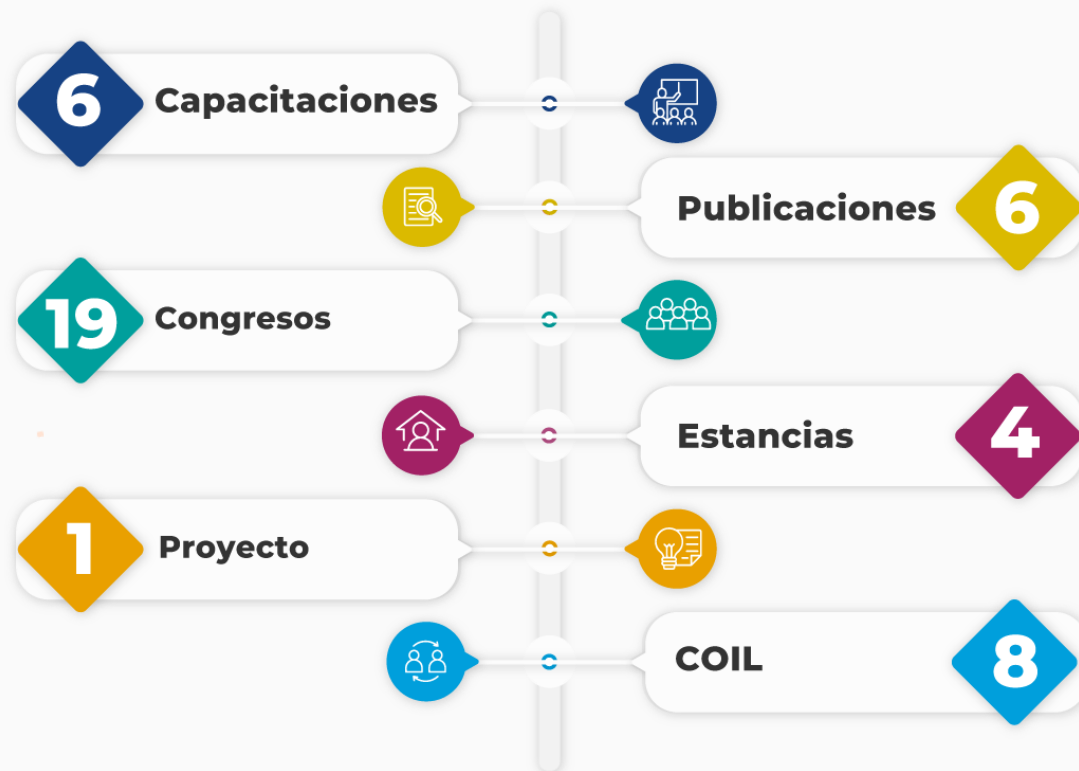 6 Capacitaciones
Publicaciones 6
19 Congresos
Estancias 4
1 Proyecto
COIL 8